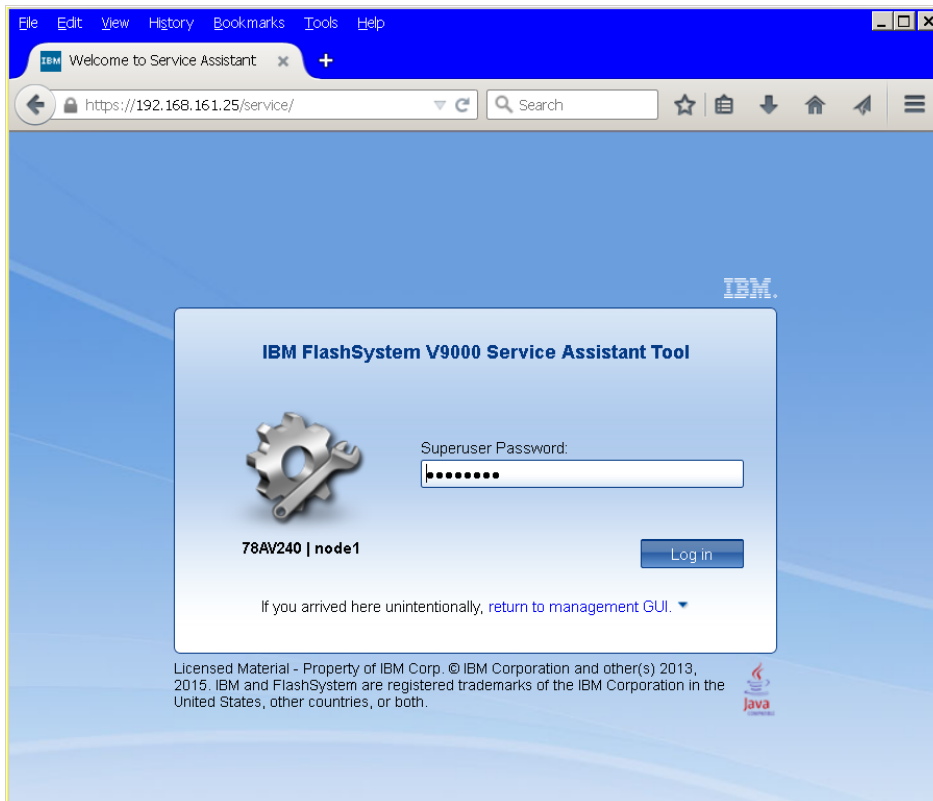 File Edit View History Bookmarks Tools Help
IBM Welcome to Service Assistant
https://192.168.161.25/service/ Search
IBM.
IBM FlashSystem V9000 Service Assistant Tool
Superuser Password:
78AV240 | node1
Log in
If you arrived here unintentionally, return to management GUI.
Licensed Material - Property of IBM Corp. © IBM Corporation and other(s) 2013,
2015. IBM and FlashSystem are registered trademarks of the IBM Corporation in the
United States, other countries, or both.
Java